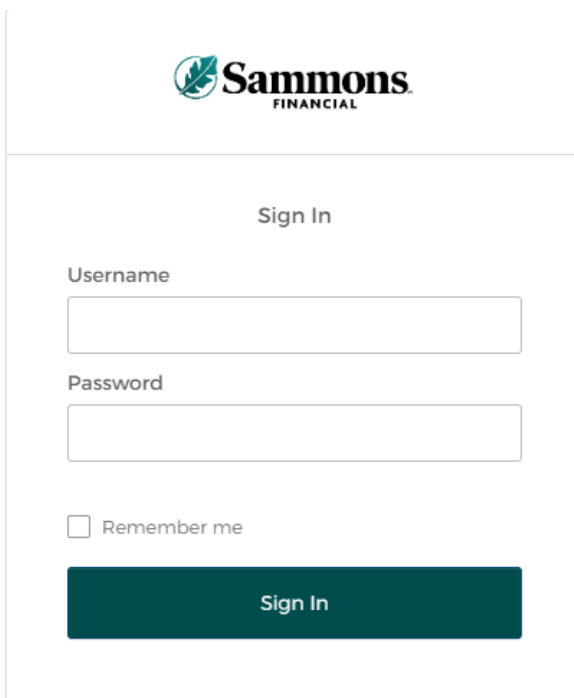 Sammons
FINANCIAL
Sign In
Username
Password
Remember me
Sign In